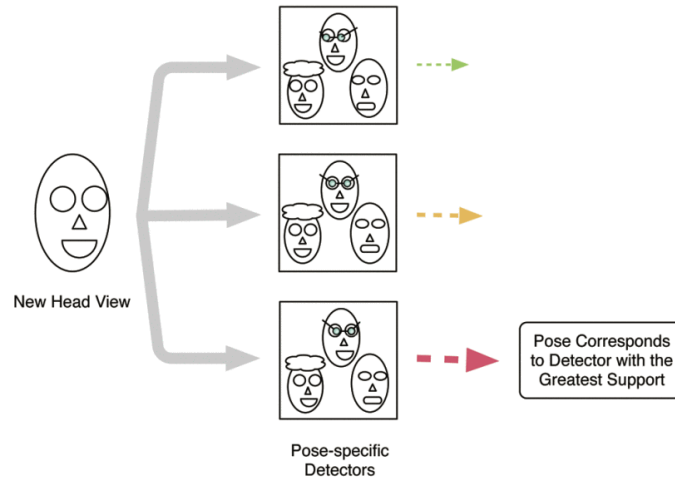 New Head View
Pose Corresponds
to Detector with the
Greatest Support
Pose-specific
Detectors